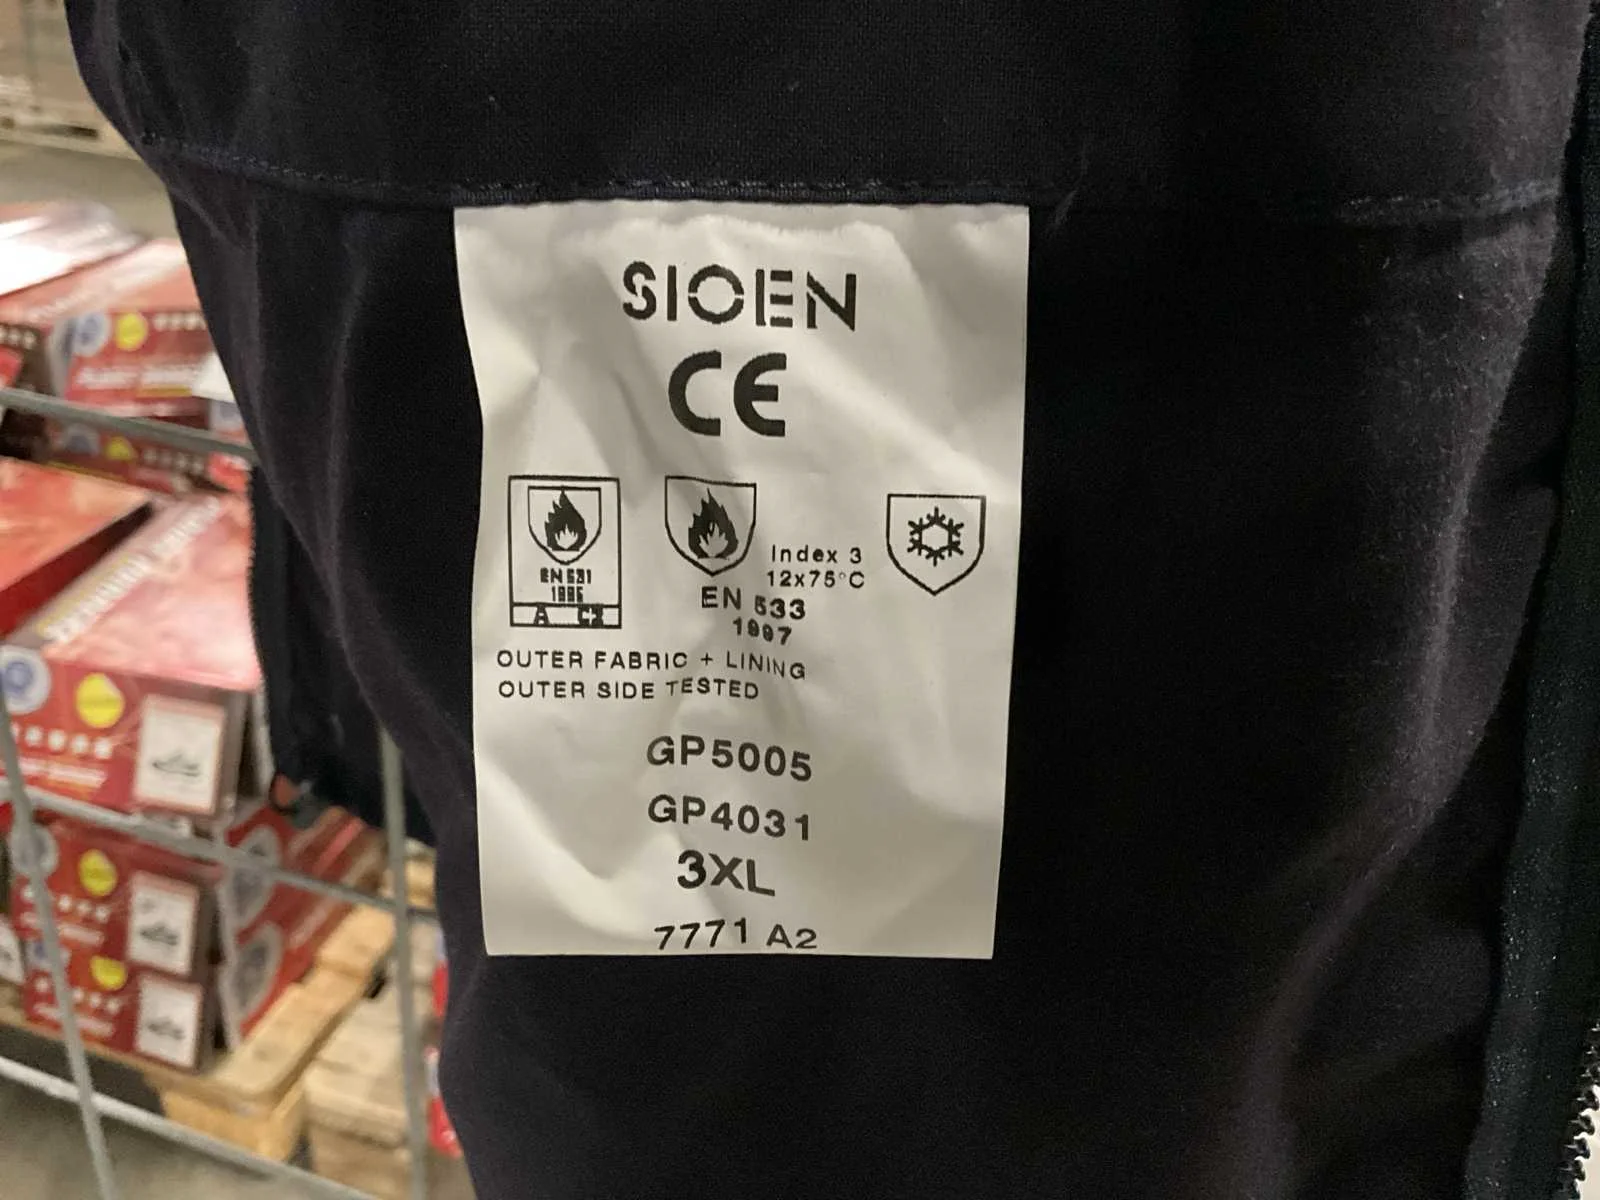 SIOEN
CE
EN 531
1995
A C2
Index 3
12x75°C
EN 533
1997
OUTER FABRIC + LINING
OUTER SIDE TESTED
GP5005
GP4031
3XL
7771 A2